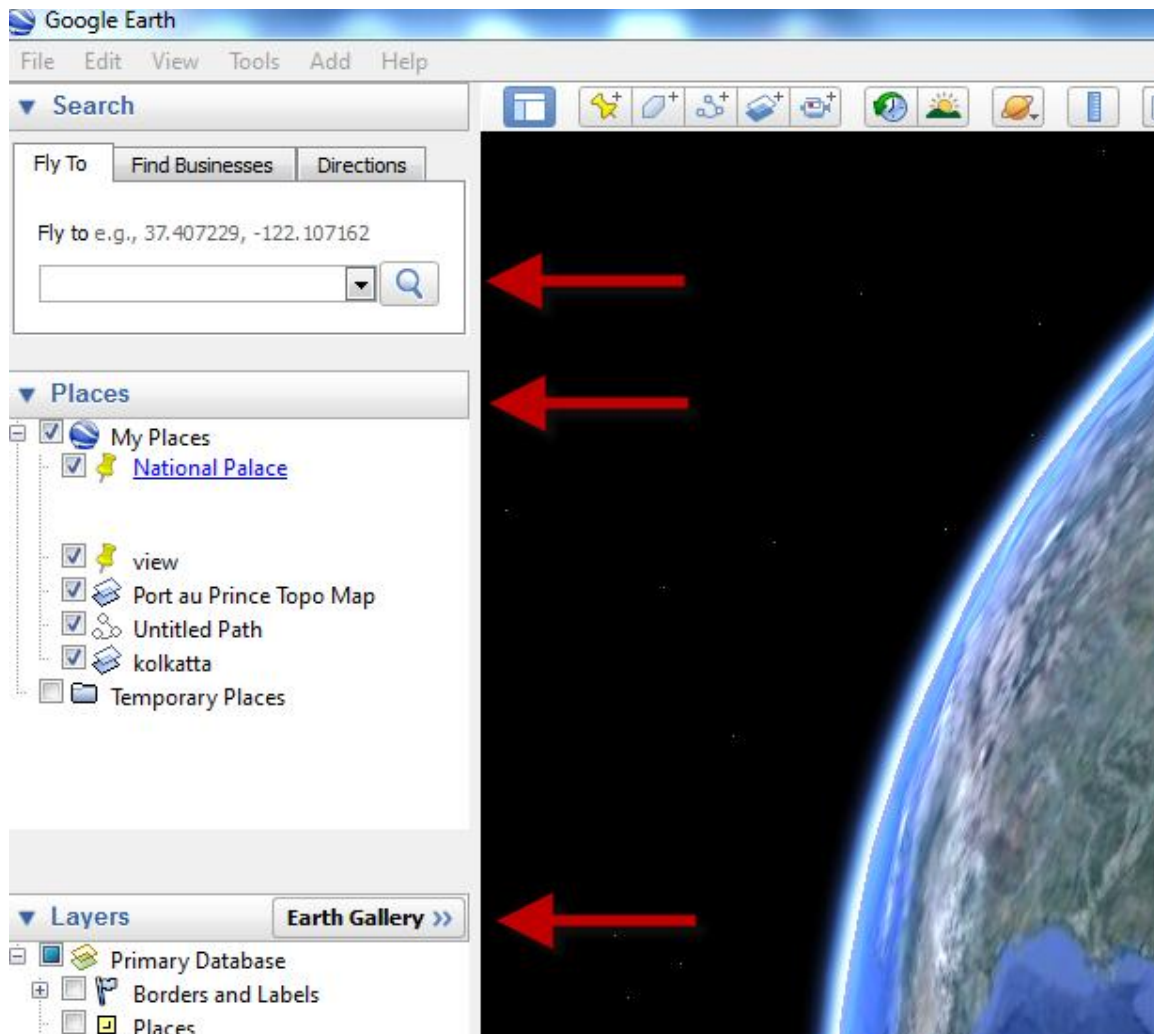 Google Earth
File Edit View Tools Add Help
Search
Fly To Find Businesses Directions
Fly to e.g., 37.407229, -122.107162
Places
My Places
National Palace
view
Port au Prince Topo Map
Untitled Path
kolkatta
Temporary Places
Layers Earth Gallery »
Primary Database
Borders and Labels
Places